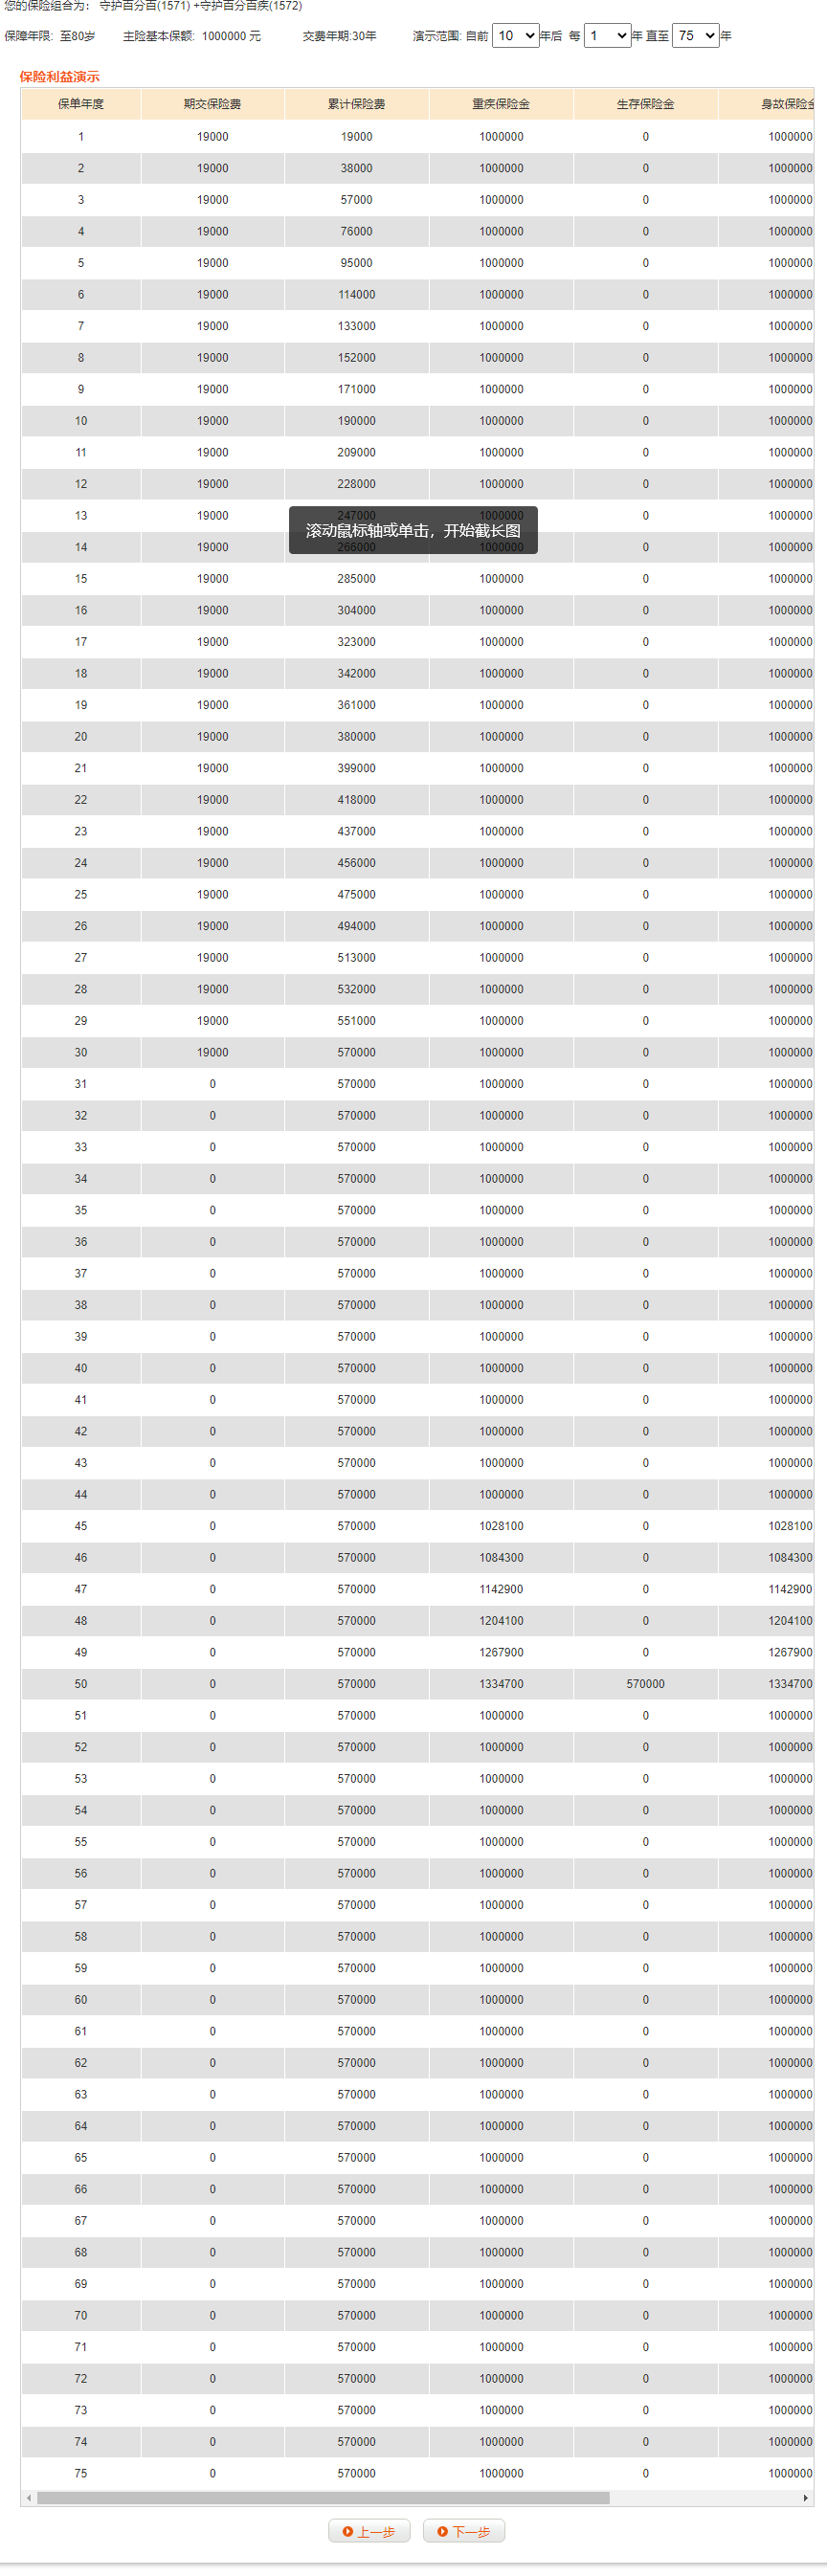 您的保险组合为： 守护百分百(1571) +守护百分百疾(1572)
保障年限: 至80岁 主险基本保额: 1000000 元 交费年期:30年 演示范围: 自前 10 年后 每 1 年 直至 75 年
保险利益演示
保单年度 期交保险费 累计保险费 重疾保险金 生存保险金 身故保险金
1 19000 19000 1000000 0 1000000
2 19000 38000 1000000 0 1000000
3 19000 57000 1000000 0 1000000
4 19000 76000 1000000 0 1000000
5 19000 95000 1000000 0 1000000
6 19000 114000 1000000 0 1000000
7 19000 133000 1000000 0 1000000
8 19000 152000 1000000 0 1000000
9 19000 171000 1000000 0 1000000
10 19000 190000 1000000 0 1000000
11 19000 209000 1000000 0 1000000
12 19000 228000 1000000 0 1000000
13 19000 247000 1000000 0 1000000
滚动鼠标轴或单击，开始截长图
14 19000 266000 1000000 0 1000000
15 19000 285000 1000000 0 1000000
16 19000 304000 1000000 0 1000000
17 19000 323000 1000000 0 1000000
18 19000 342000 1000000 0 1000000
19 19000 361000 1000000 0 1000000
20 19000 380000 1000000 0 1000000
21 19000 399000 1000000 0 1000000
22 19000 418000 1000000 0 1000000
23 19000 437000 1000000 0 1000000
24 19000 456000 1000000 0 1000000
25 19000 475000 1000000 0 1000000
26 19000 494000 1000000 0 1000000
27 19000 513000 1000000 0 1000000
28 19000 532000 1000000 0 1000000
29 19000 551000 1000000 0 1000000
30 19000 570000 1000000 0 1000000
31 0 570000 1000000 0 1000000
32 0 570000 1000000 0 1000000
33 0 570000 1000000 0 1000000
34 0 570000 1000000 0 1000000
35 0 570000 1000000 0 1000000
36 0 570000 1000000 0 1000000
37 0 570000 1000000 0 1000000
38 0 570000 1000000 0 1000000
39 0 570000 1000000 0 1000000
40 0 570000 1000000 0 1000000
41 0 570000 1000000 0 1000000
42 0 570000 1000000 0 1000000
43 0 570000 1000000 0 1000000
44 0 570000 1000000 0 1000000
45 0 570000 1028100 0 1028100
46 0 570000 1084300 0 1084300
47 0 570000 1142900 0 1142900
48 0 570000 1204100 0 1204100
49 0 570000 1267900 0 1267900
50 0 570000 1334700 570000 1334700
51 0 570000 1000000 0 1000000
52 0 570000 1000000 0 1000000
53 0 570000 1000000 0 1000000
54 0 570000 1000000 0 1000000
55 0 570000 1000000 0 1000000
56 0 570000 1000000 0 1000000
57 0 570000 1000000 0 1000000
58 0 570000 1000000 0 1000000
59 0 570000 1000000 0 1000000
60 0 570000 1000000 0 1000000
61 0 570000 1000000 0 1000000
62 0 570000 1000000 0 1000000
63 0 570000 1000000 0 1000000
64 0 570000 1000000 0 1000000
65 0 570000 1000000 0 1000000
66 0 570000 1000000 0 1000000
67 0 570000 1000000 0 1000000
68 0 570000 1000000 0 1000000
69 0 570000 1000000 0 1000000
70 0 570000 1000000 0 1000000
71 0 570000 1000000 0 1000000
72 0 570000 1000000 0 1000000
73 0 570000 1000000 0 1000000
74 0 570000 1000000 0 1000000
75 0 570000 1000000 0 1000000
上一步 下一步